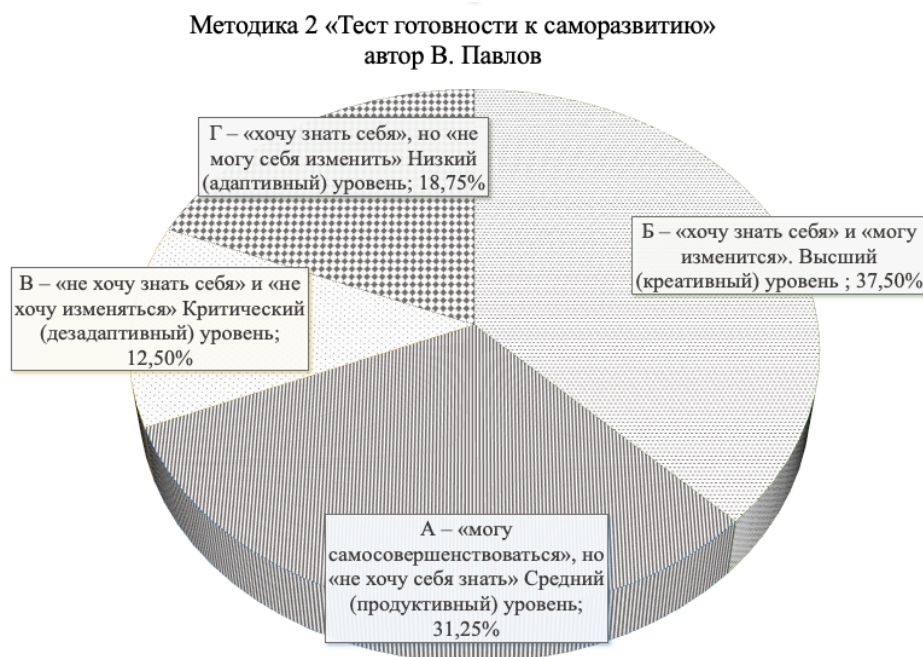 Методика 2 «Тест готовности к саморазвитию»
автор В. Павлов
Г – «хочу знать себя», но «не
могу себя изменить» Низкий
(адаптивный) уровень; 18,75%
Б – «хочу знать себя» и «могу
изменится». Высший
(креативный) уровень ; 37,50%
В – «не хочу знать себя» и «не
хочу изменяться» Критический
(дезадаптивный) уровень;
12,50%
А – «могу
самосовершенствоваться», но
«не хочу себя знать» Средний
(продуктивный) уровень;
31,25%